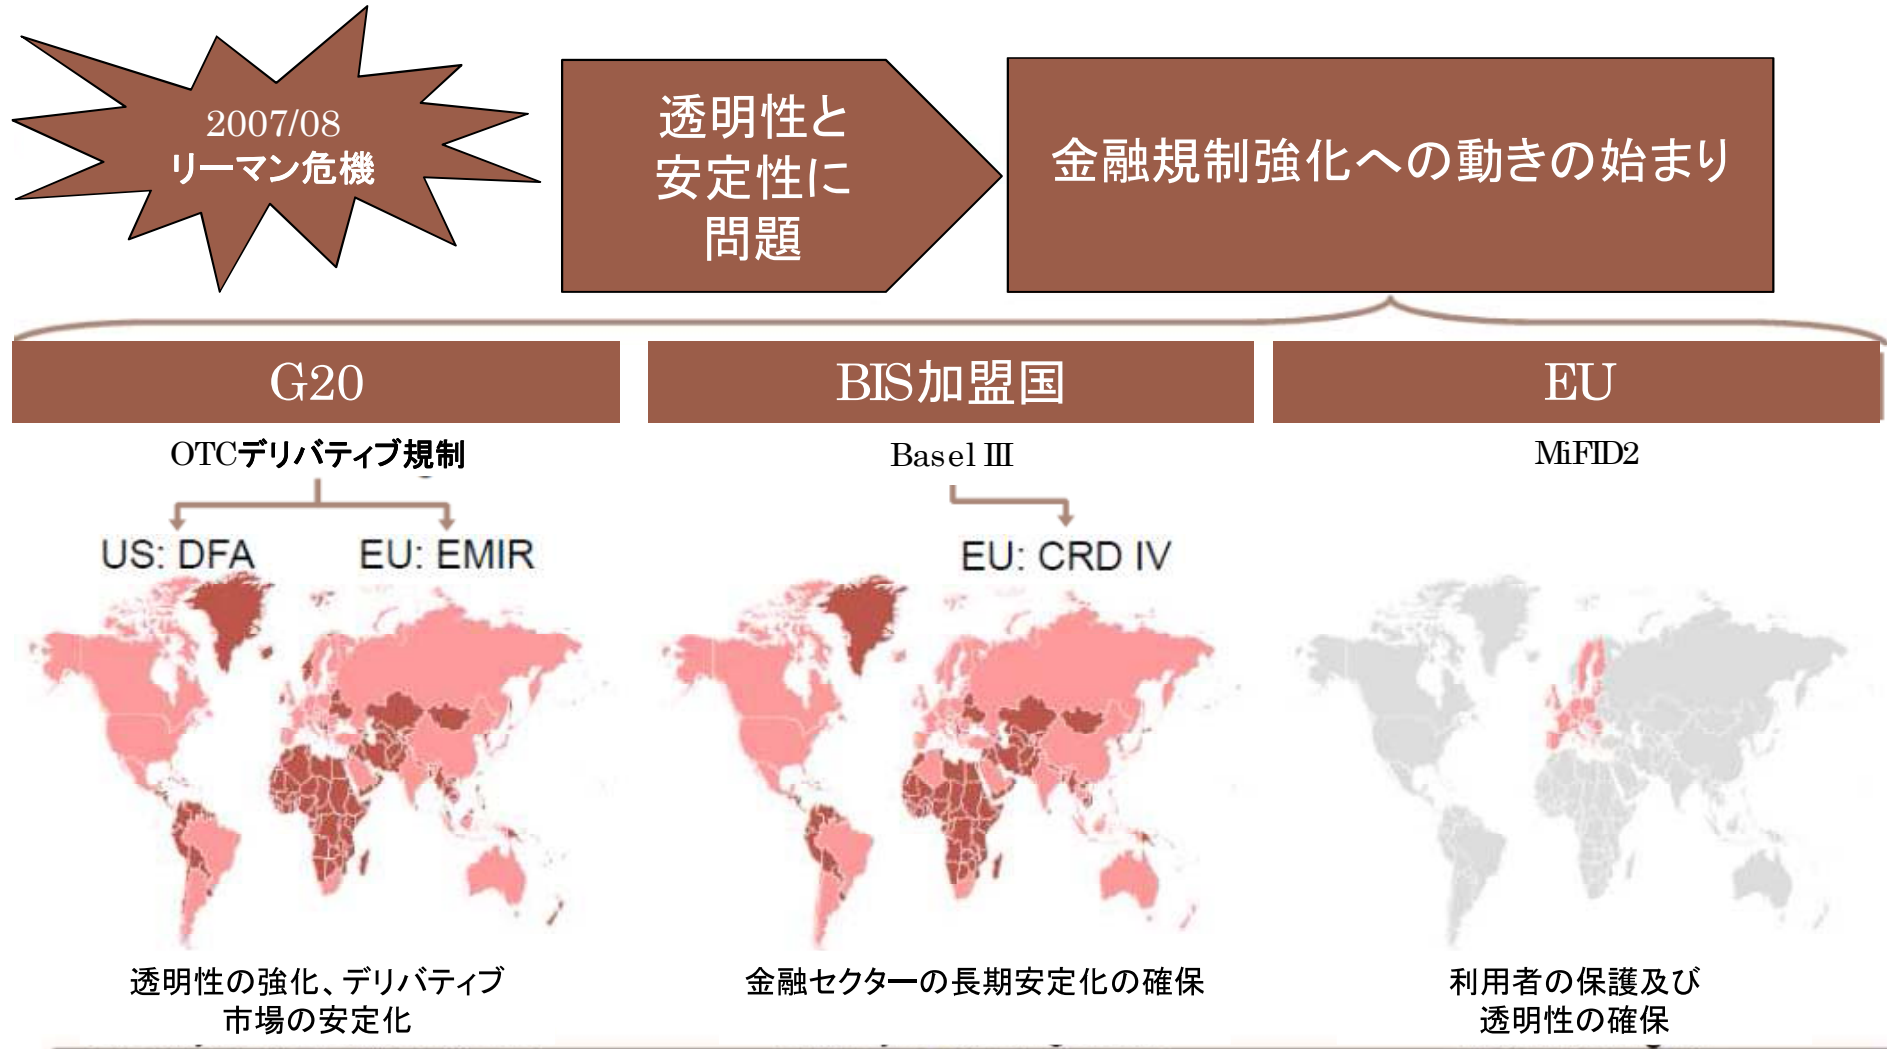 2007/08
リーマン危機
透明性と
安定性に
問題
金融規制強化への動きの始まり
G20
BIS加盟国
EU
OTCデリバティブ規制
Basel III
MiFID2
US: DFA
EU: EMIR
EU: CRD IV
透明性の強化、デリバティブ
市場の安定化
金融セクターの長期安定化の確保
利用者の保護及び
透明性の確保